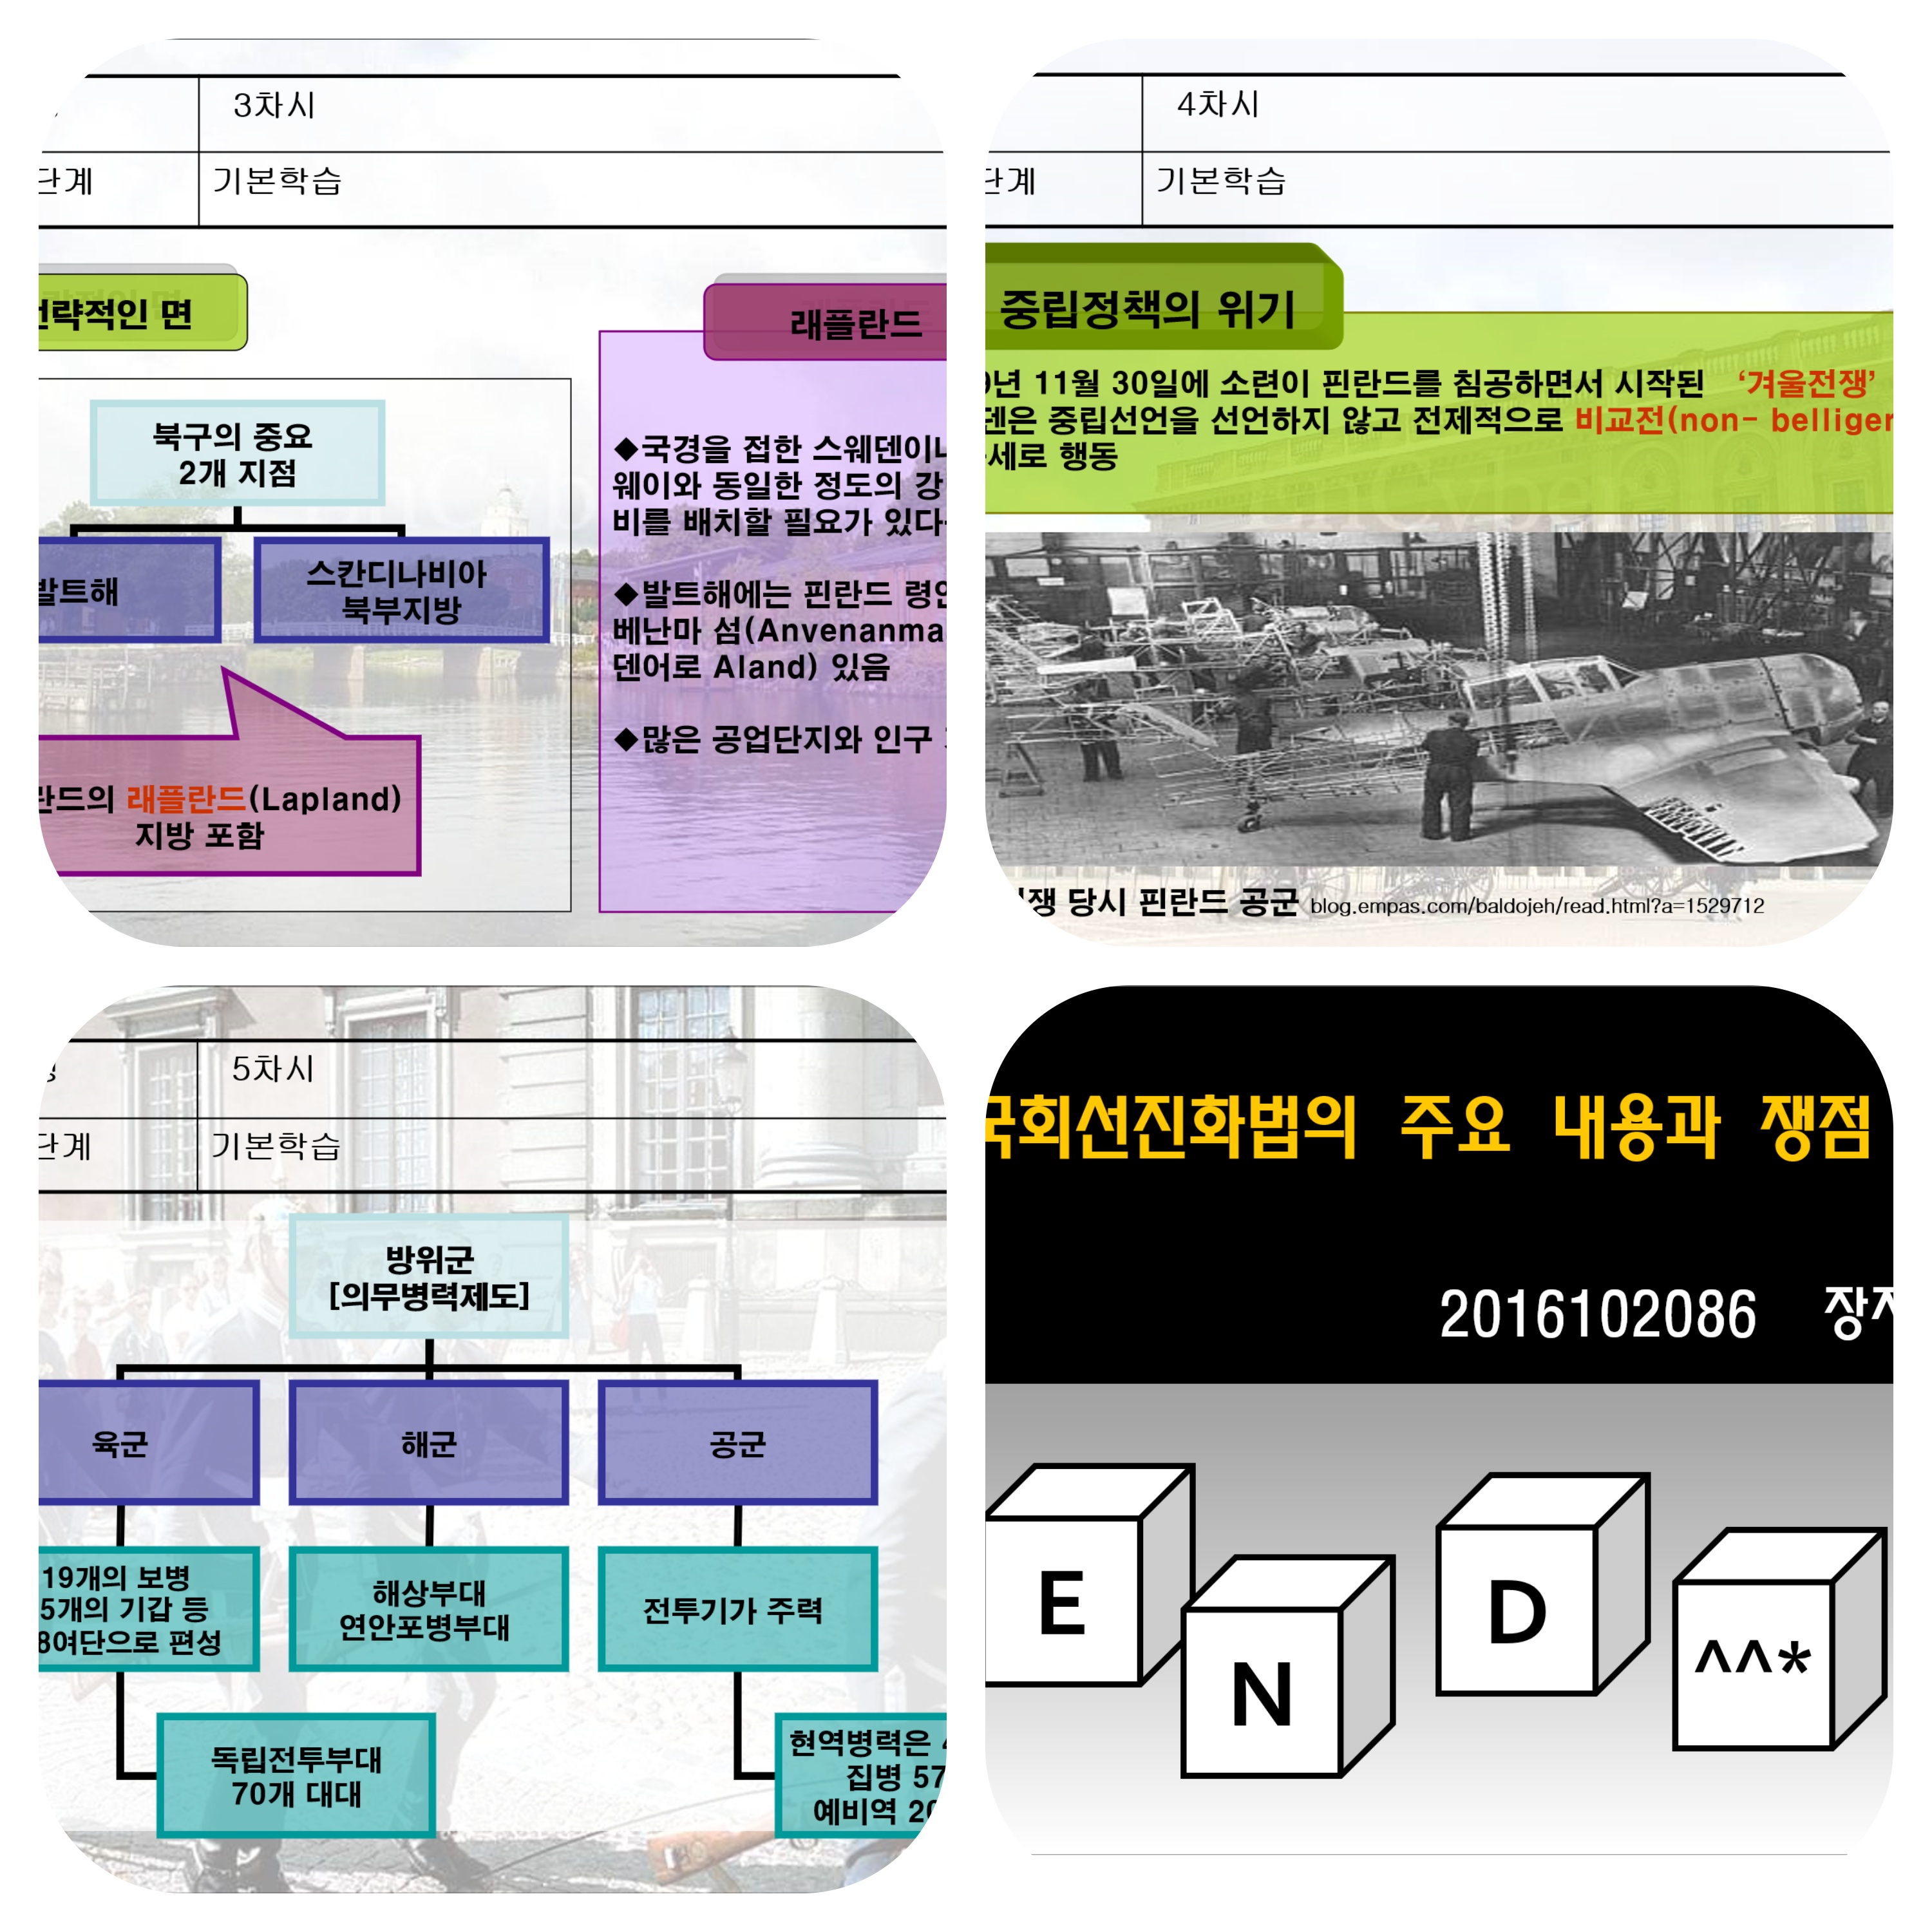 3차시
단계
기본학습
전략적인 면
북구의 중요
2개 지점
발트해
스칸디나비아
북부지방
란드의 래플란드(Lapland)
지방 포함
래플란드
◆국경을 접한 스웨덴이나
웨이와 동일한 정도의 강
비를 배치할 필요가 있다
◆발트해에는 핀란드 령인
베난마 섬(Anvenanma
덴어로 Aland) 있음
◆많은 공업단지와 인구
4차시
단계
기본학습
중립정책의 위기
9년 11월 30일에 소련이 핀란드를 침공하면서 시작된 ‘겨울전쟁’
덴은 중립선언을 선언하지 않고 전제적으로 비교전(non- belliger
세로 행동
쟁 당시 핀란드 공군 blog.empas.com/baldojeh/read.html?a=1529712
5차시
단계
기본학습
방위군
[의무병력제도]
육군
해군
공군
19개의 보병
5개의 기갑 등
8여단으로 편성
해상부대
연안포병부대
전투기가 주력
독립전투부대
70개 대대
현역병력은
집병 57
예비역 20
국회선진화법의 주요 내용과 쟁점
2016102086 장
E
N
D
^^*